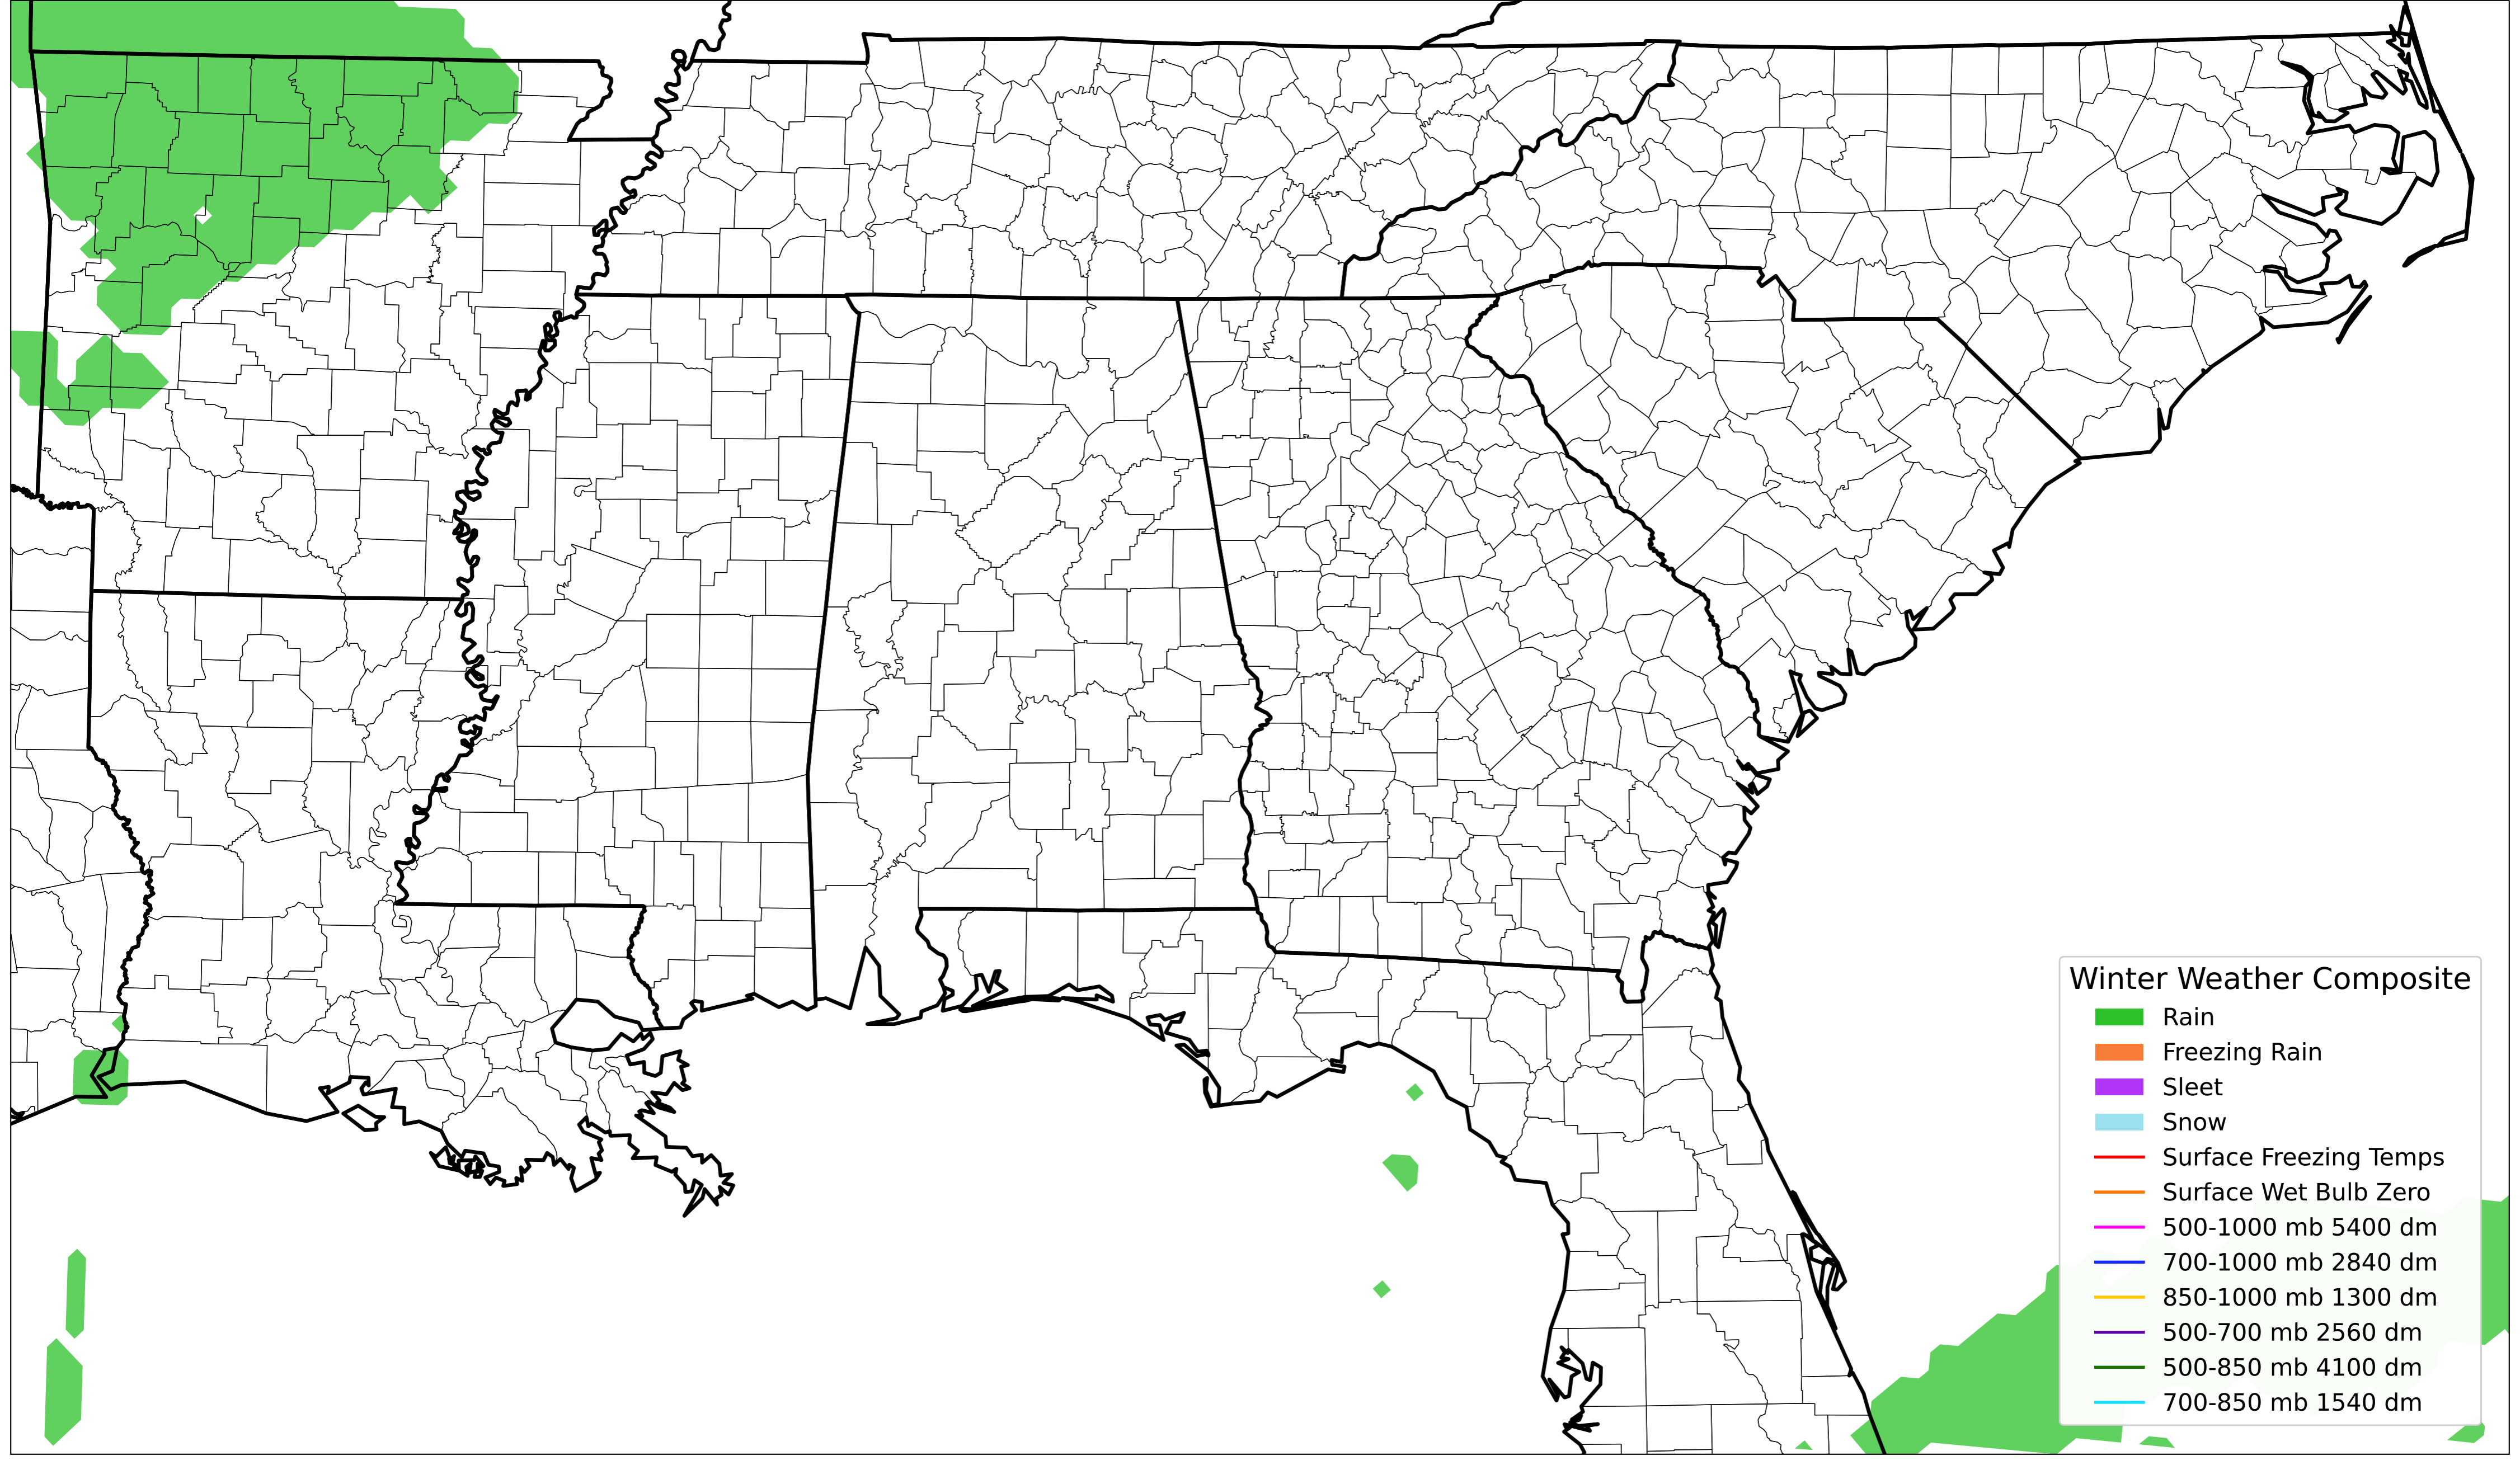 Winter Weather Composite
Rain
Freezing Rain
Sleet
Snow
Surface Freezing Temps
Surface Wet Bulb Zero
500-1000 mb 5400 dm
700-1000 mb 2840 dm
850-1000 mb 1300 dm
500-700 mb 2560 dm
500-850 mb 4100 dm
700-850 mb 1540 dm